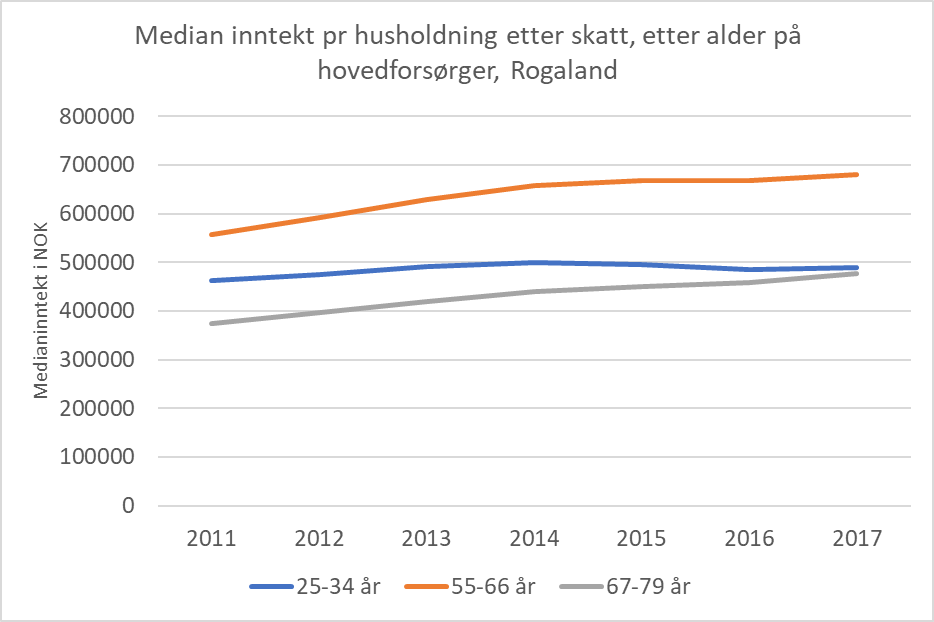 Median inntekt pr husholdning etter skatt, etter alder på
hovedforsørger, Rogaland
Medianinntekt i NOK
800000
700000
600000
500000
400000
300000
200000
100000
0
2011 2012 2013 2014 2015 2016 2017
25-34 år 55-66 år 67-79 år